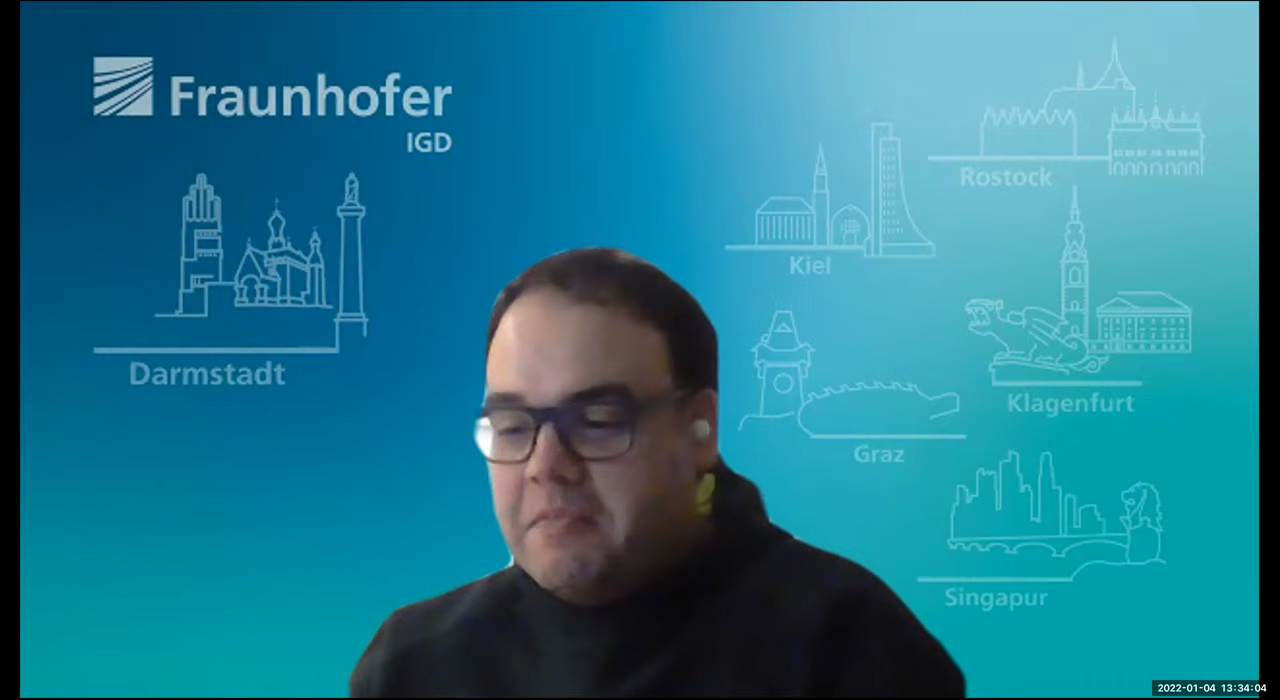 Fraunhofer
IGD
Darmstadt
Rostock
Kiel
Klagenfurt
Graz
Singapur
2022-01-04 13:34:04